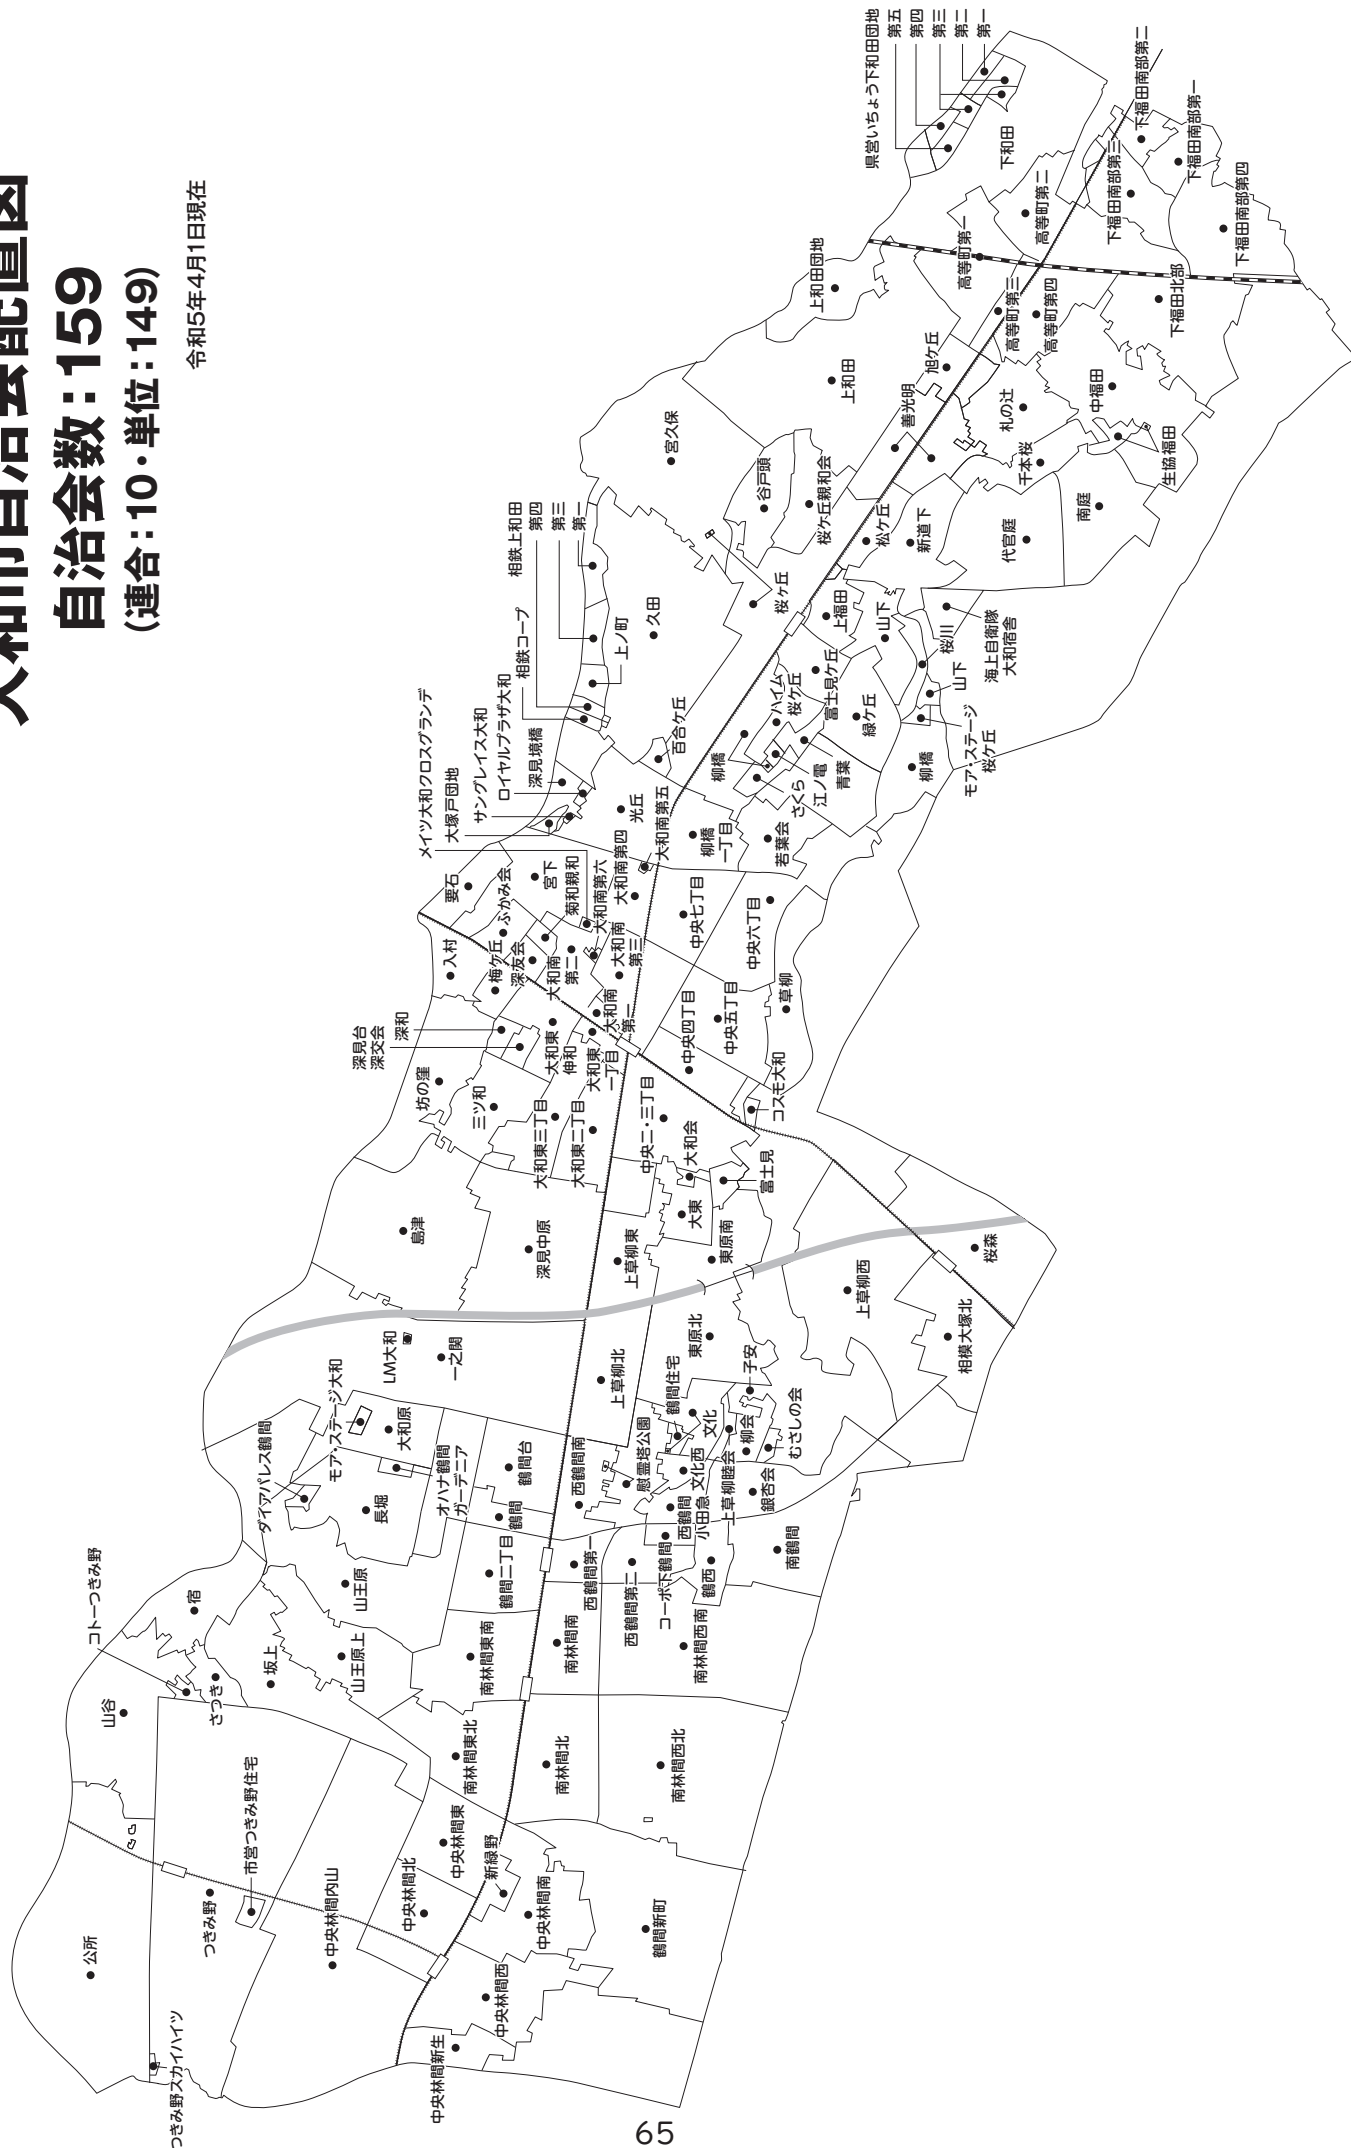 大和市自治会配置図
自治会数：159
（連合：10・単位：149）
令和5年4月1日現在
公所
つきみ野スカイハイツ
つきみ野
市営つきみ野住宅
中央林間内山
中央林間北
中央林間東
新緑野
中央林間南
中央林間西
中央林間新生
鶴間新町
山谷
コトーつきみ野
宿
さつき
坂上
山王原
山王原上
南林間東北
南林間東南
南林間北
南林間南
南林間西北
南林間西南
ダイアパレス鶴間
モア・ステージ大和
長堀
大和原
オハナ鶴間
ガーデニア
鶴間台
鶴間
鶴間二丁目
西鶴間南
西鶴間第一
西鶴間第二
コーポ下鶴間
西鶴間
小田急
鶴西
南鶴間
慰霊塔公園
鶴間住宅
文化
文化西
上草柳睦会
柳会
銀杏会
むさしの会
子安
LM大和
一之関
上草柳北
東原北
島津
深見中原
上草柳東
東原南
大東
大和会
富士見
上草柳西
相模大塚北
桜森
坊の窪
三ツ和
深見台
深交会
深和
大和東三丁目
大和東二丁目
大和東
伸和
大和東
一丁目
中央二・三丁目
中央四丁目
中央五丁目
コスモ大和
草柳
中央六丁目
中央七丁目
入村
要石
梅ケ丘
ふかみ会
深友会
宮下
菊和親和
大和南
第二
大和南第六
大和南
第三
大和南
第一
大和南第四
大和南第五
メイツ大和クロスグランデ
大塚戸団地
サングレイス大和
ロイヤルプラザ大和
深見境橋
相鉄コープ
相鉄上和田
第四
第三
第一
上ノ町
久田
光丘
百合ケ丘
柳橋
一丁目
若葉会
柳橋
さくら
江ノ電
青葉
ハイム
桜ケ丘
富士見ケ丘
緑ケ丘
柳橋
モア・ステージ
桜ケ丘
山下
桜川
海上自衛隊
大和宿舎
山下
上福田
桜ケ丘
松ケ丘
新道下
代官庭
南庭
宮久保
谷戸頭
桜ケ丘親和会
善光明
旭ケ丘
上和田
上和田団地
千本桜
札の辻
中福田
生協福田
高等町第一
高等町第二
高等町第三
高等町第四
下福田北部
下福田南部第一
下福田南部第二
下福田南部第三
下福田南部第四
下和田
県営いちょう下和田団地
第五
第四
第三
第二
第一
65